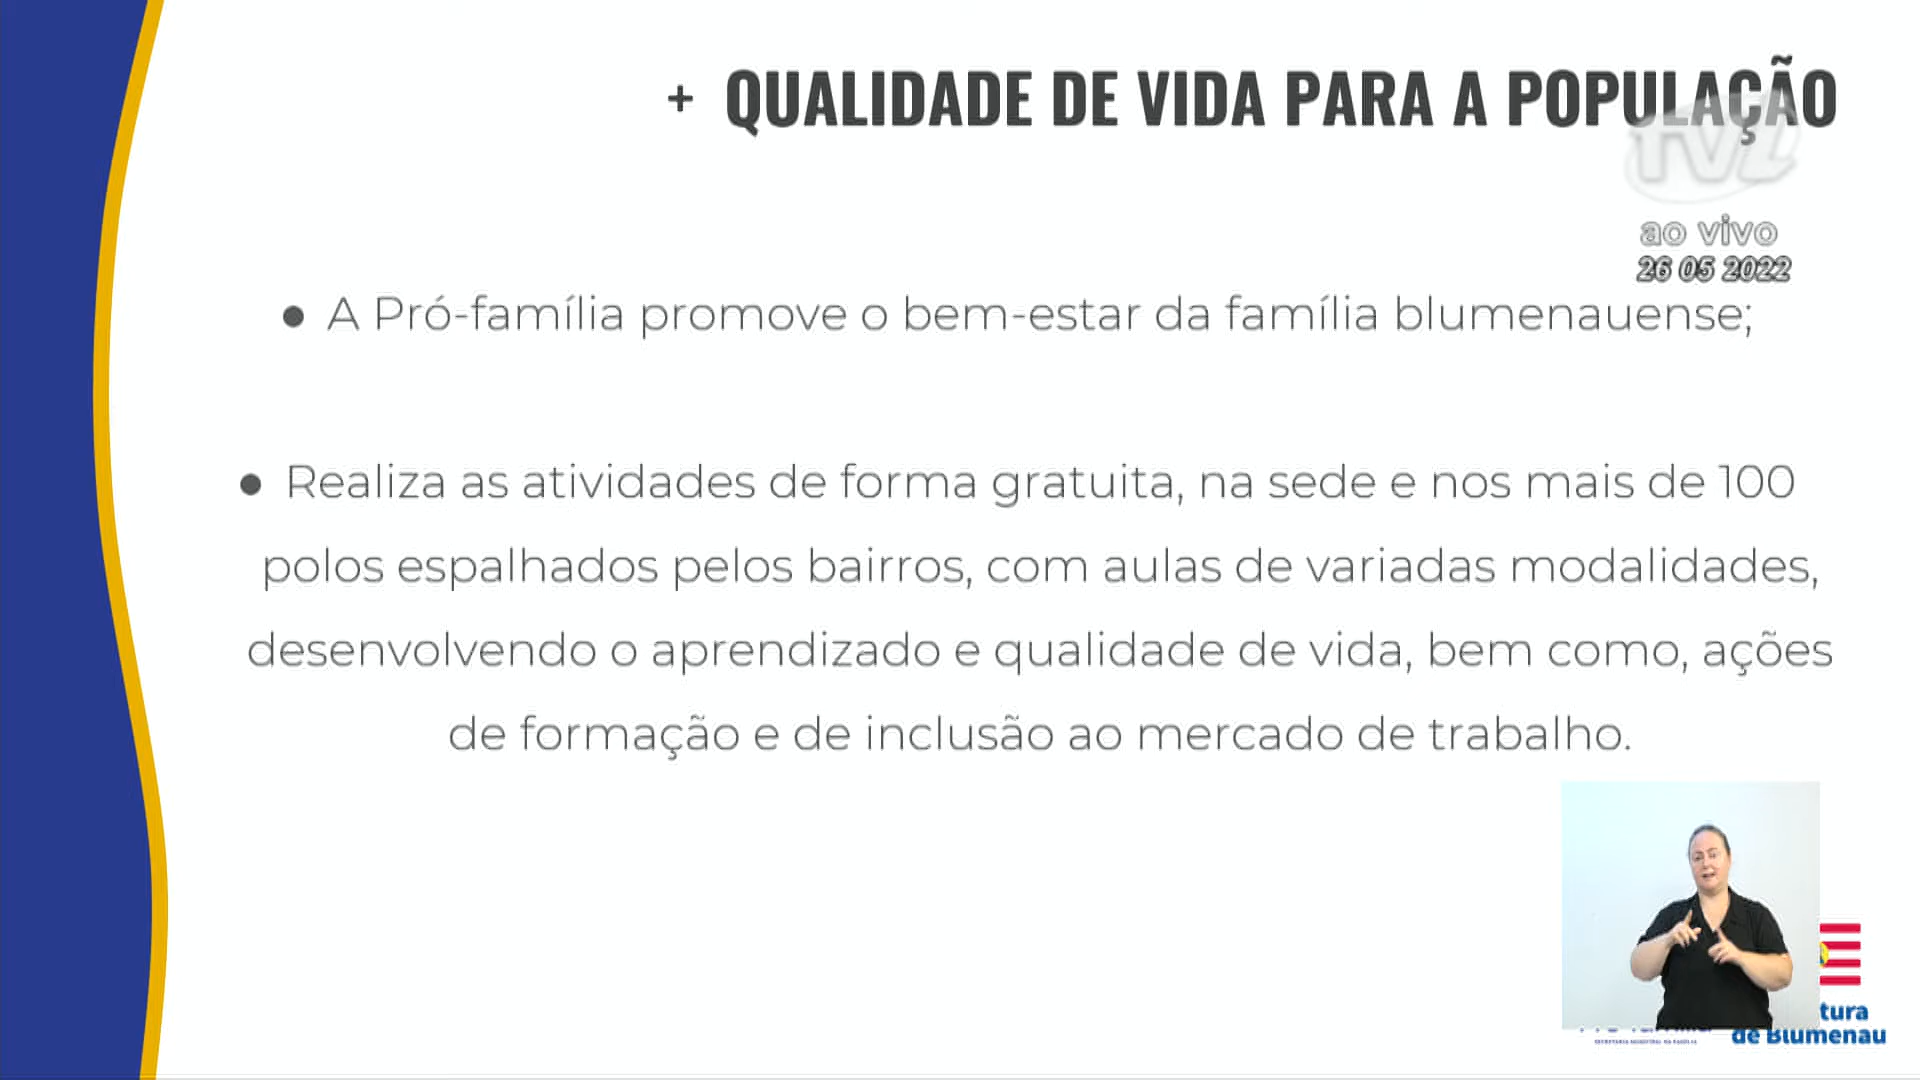 + QUALIDADE DE VIDA PARA A POPULAÇÃO
TVL
ao vivo
26 05 2022
● A Pró-família promove o bem-estar da família blumenauense;
● Realiza as atividades de forma gratuita, na sede e nos mais de 100
polos espalhados pelos bairros, com aulas de variadas modalidades,
desenvolvendo o aprendizado e qualidade de vida, bem como, ações
de formação e de inclusão ao mercado de trabalho.
tura
de Blumenau